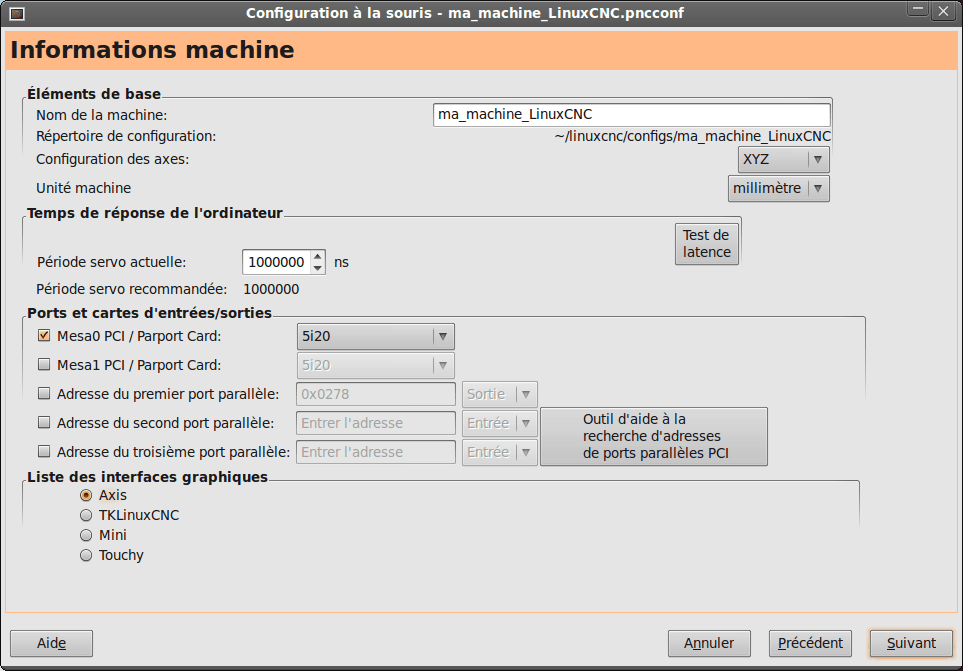 Configuration à la souris - ma_machine_LinuxCNC.pncconf
Informations machine
Éléments de base
Nom de la machine: ma_machine_LinuxCNC
Répertoire de configuration: ~/linuxcnc/configs/ma_machine_LinuxCNC
Configuration des axes: XYZ
Unité machine millimètre
Temps de réponse de l'ordinateur
Test de
latence
Période servo actuelle: 1000000 ns
Période servo recommandée: 1000000
Ports et cartes d'entrées/sorties
Mesa0 PCI / Parport Card: 5i20
Mesa1 PCI / Parport Card: 5i20
Adresse du premier port parallèle: 0x0278 Sortie
Adresse du second port parallèle: Entrer l'adresse Entrée
Adresse du troisième port parallèle: Entrer l'adresse Entrée
Outil d'aide à la
recherche d'adresses
de ports parallèles PCI
Liste des interfaces graphiques
Axis
TKLinuxCNC
Mini
Touchy
Aide Annuler Précédent Suivant